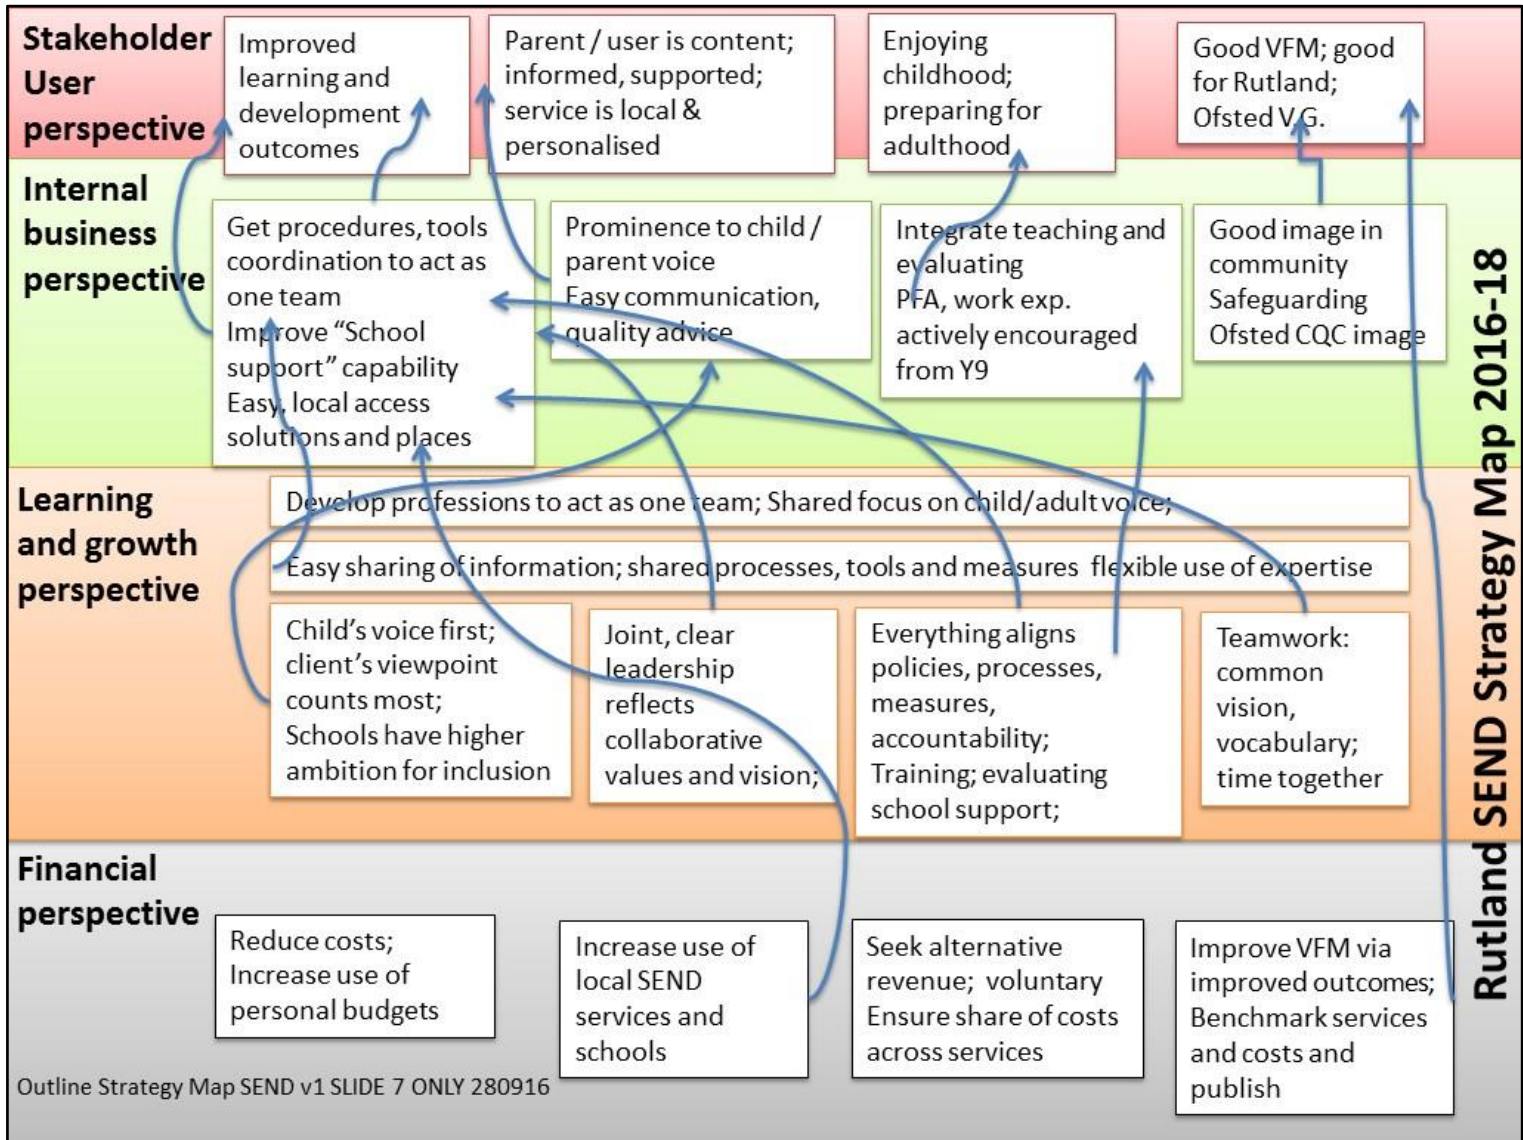 Stakeholder
User
perspective
Improved
learning and
development
outcomes
Parent / user is content;
informed, supported;
service is local &
personalised
Enjoying
childhood;
preparing for
adulthood
Good VFM; good
for Rutland;
Ofsted V.G.
Internal
business
perspective
Get procedures, tools
coordination to act as
one team
Improve “School
support” capability
Easy, local access
solutions and places
Prominence to child /
parent voice
Easy communication,
quality advice
Integrate teaching and
evaluating
PFA, work exp.
actively encouraged
from Y9
Good image in
community
Safeguarding
Ofsted CQC image
Learning
and growth
perspective
Develop professions to act as one team; Shared focus on child/adult voice;
Easy sharing of information; shared processes, tools and measures flexible use of expertise
Child’s voice first;
client’s viewpoint
counts most;
Schools have higher
ambition for inclusion
Joint, clear
leadership
reflects
collaborative
values and vision;
Everything aligns
policies, processes,
measures,
accountability;
Training; evaluating
school support;
Teamwork:
common
vision,
vocabulary;
time together
Financial
perspective
Reduce costs;
Increase use of
personal budgets
Increase use of
local SEND
services and
schools
Seek alternative
revenue; voluntary
Ensure share of costs
across services
Improve VFM via
improved outcomes;
Benchmark services
and costs and
publish
Outline Strategy Map SEND v1 SLIDE 7 ONLY 280916
Rutland SEND Strategy Map 2016-18